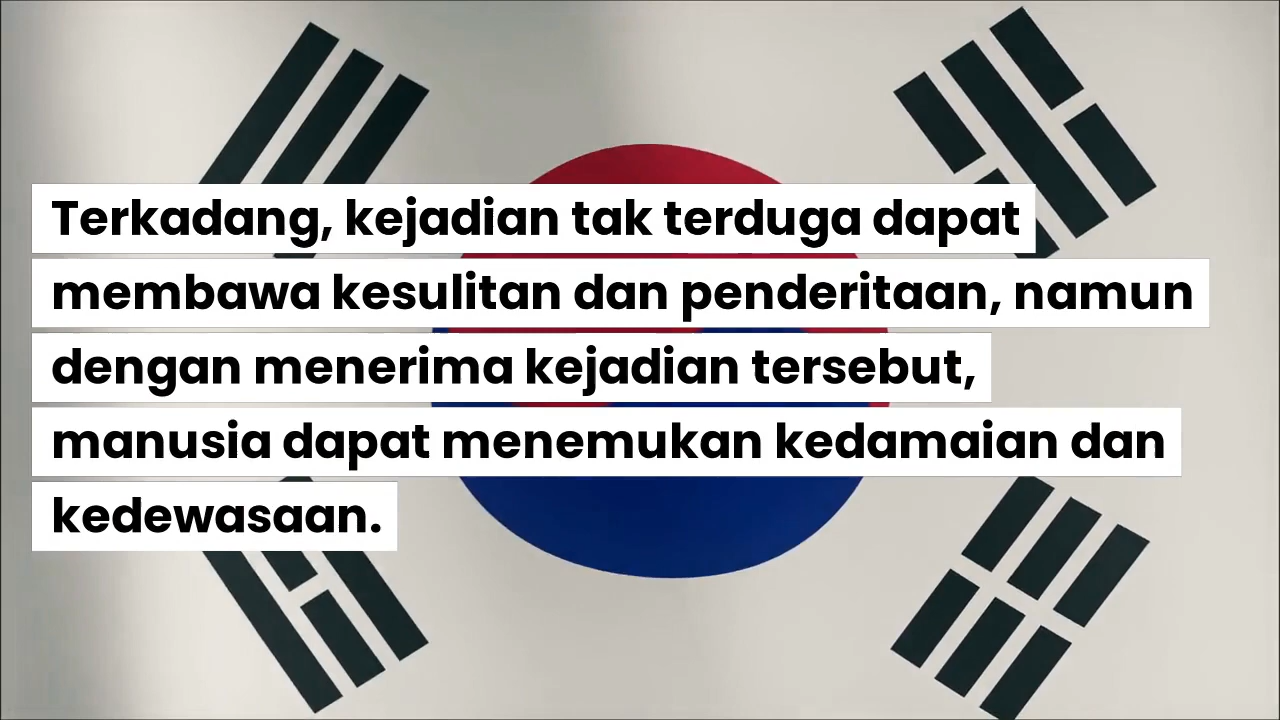 Terkadang, kejadian tak terduga dapat
membawa kesulitan dan penderitaan, namun
dengan menerima kejadian tersebut,
manusia dapat menemukan kedamaian dan
kedewasaan.